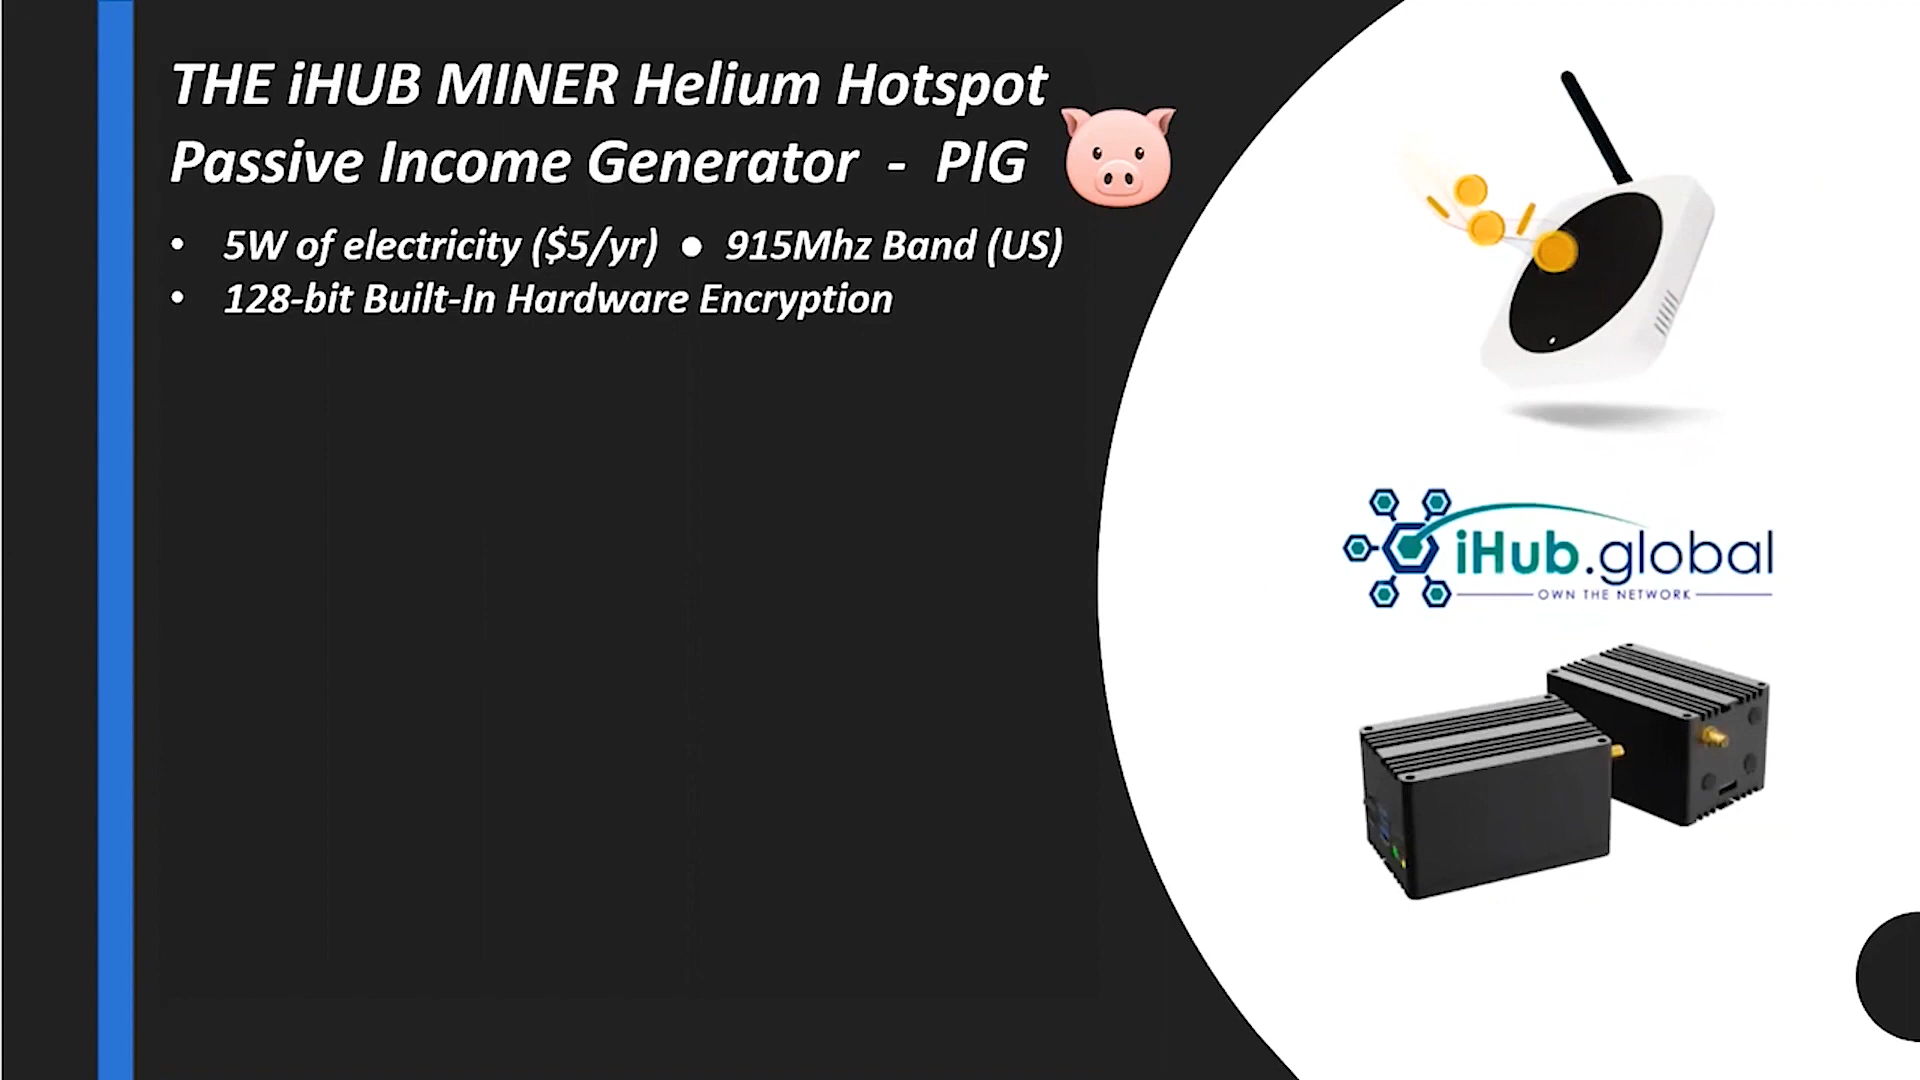 THE iHUB MINER Helium Hotspot
Passive Income Generator - PIG
• 5W of electricity ($5/yr) ● 915Mhz Band (US)
• 128-bit Built-In Hardware Encryption
iHub.global
OWN THE NETWORK